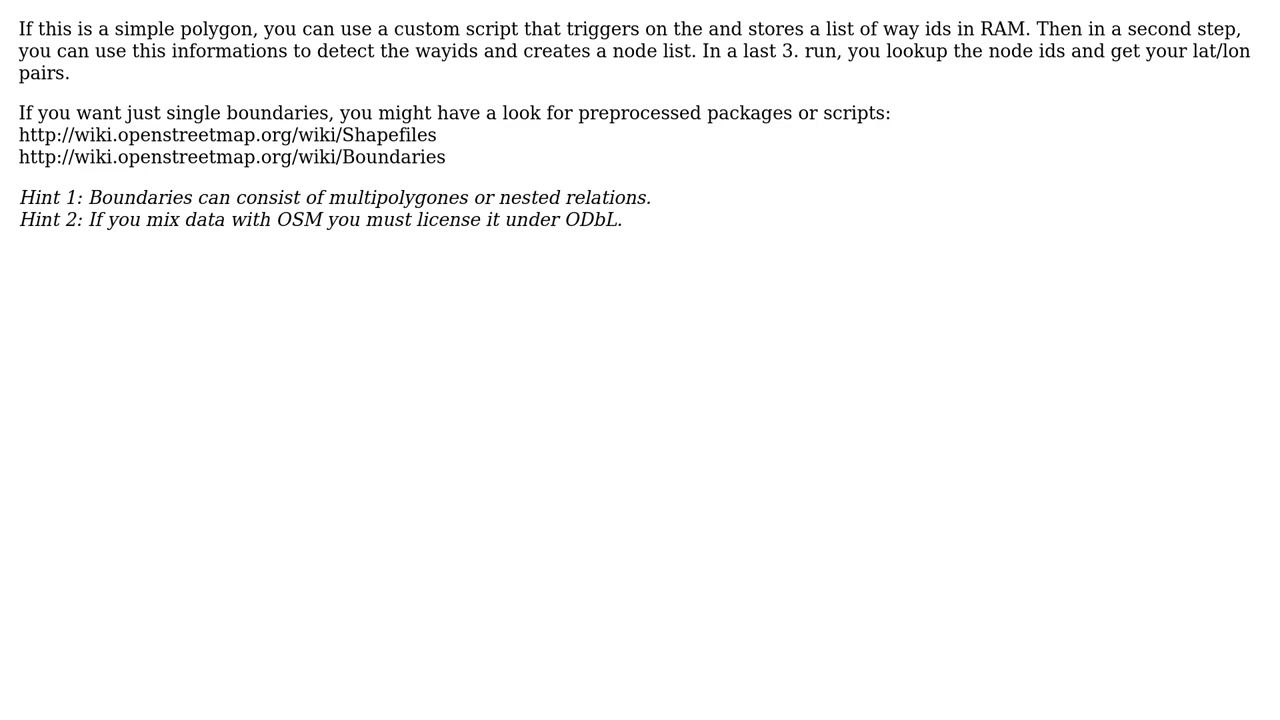 If this is a simple polygon, you can use a custom script that triggers on the and stores a list of way ids in RAM. Then in a second step,
you can use this informations to detect the wayids and creates a node list. In a last 3. run, you lookup the node ids and get your lat/lon
pairs.
If you want just single boundaries, you might have a look for preprocessed packages or scripts:
http://wiki.openstreetmap.org/wiki/Shapefiles
http://wiki.openstreetmap.org/wiki/Boundaries
Hint 1: Boundaries can consist of multipolygones or nested relations.
Hint 2: If you mix data with OSM you must license it under ODbL.